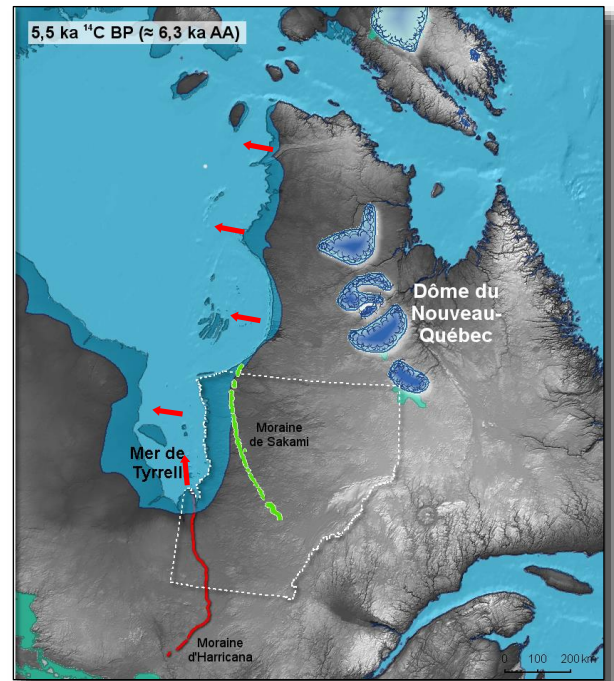 5,5 ka ¹⁴C BP (≈ 6,3 ka AA)
Dôme du
Nouveau-
Québec
Moraine
de Sakami
Mer de
Tyrrell
Moraine
d'Harricana
0 100 200 km